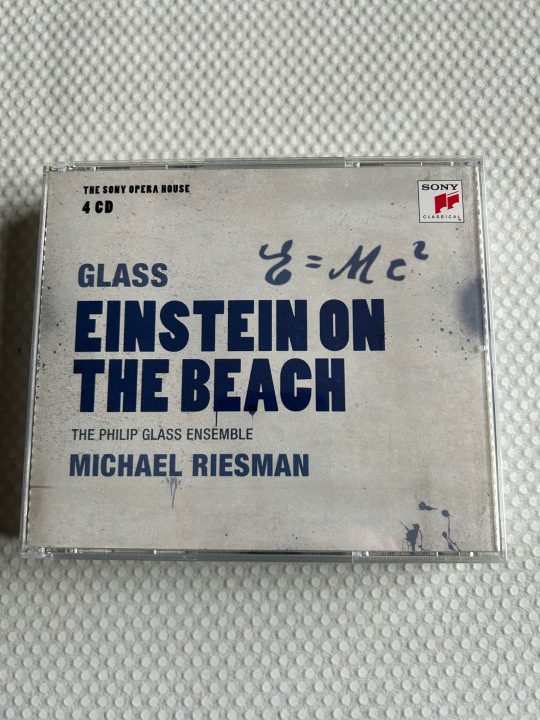 THE SONY OPERA HOUSE
4 CD
SONY
CLASSICAL
E = Mc²
GLASS
EINSTEIN ON
THE BEACH
THE PHILIP GLASS ENSEMBLE
MICHAEL RIESMAN